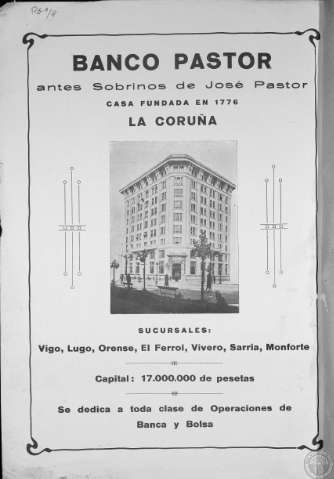 BANCO PASTOR
antes Sobrinos de José Pastor
CASA FUNDADA EN 1776
LA CORUÑA
SUCURSALES:
Vigo, Lugo, Orense, El Ferrol, Vivero, Sarria, Monforte
Capital: 17.000.000 de pesetas
Se dedica a toda clase de Operaciones de
Banca y Bolsa